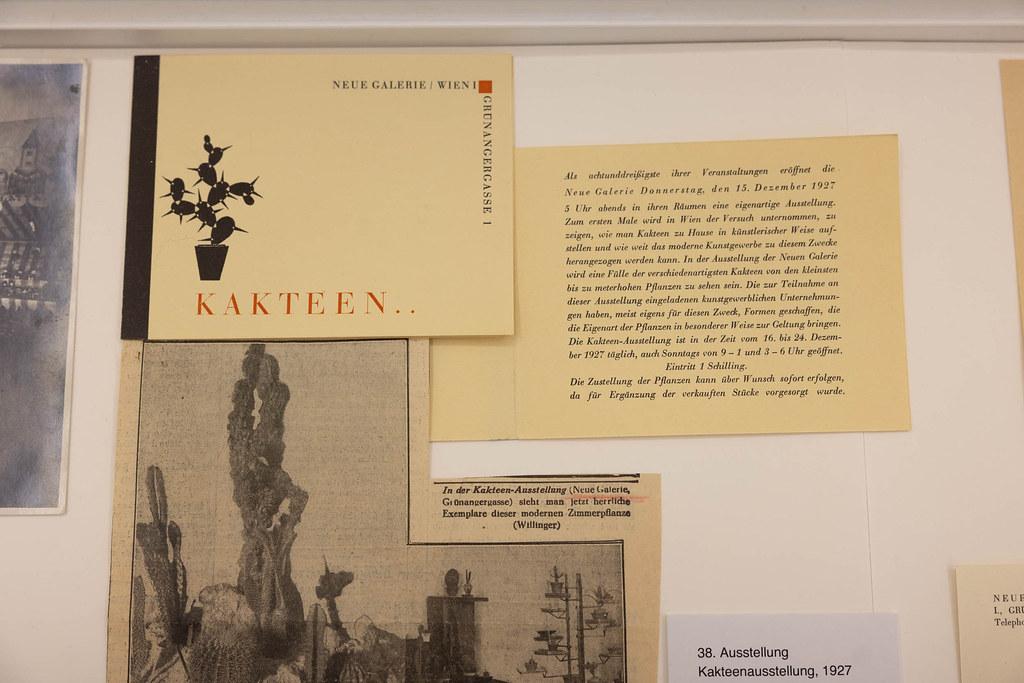 NEUE GALERIE / WIEN I
GRÜNANGERGASSE 1
KAKTEEN..
Als achtunddreißigste ihrer Veranstaltungen eröffnet die
Neue Galerie Donnerstag, den 15. Dezember 1927
5 Uhr abends in ihren Räumen eine eigenartige Ausstellung.
Zum ersten Male wird in Wien der Versuch unternommen, zu
zeigen, wie man Kakteen zu Hause in künstlerischer Weise auf-
stellen und wie weit das moderne Kunstgewerbe zu diesem Zwecke
herangezogen werden kann. In der Ausstellung der Neuen Galerie
wird eine Fülle der verschiedenartigsten Kakteen von den kleinsten
bis zu meterhohen Pflanzen zu sehen sein. Die zur Teilnahme an
dieser Ausstellung eingeladenen kunstgewerblichen Unternehmun-
gen haben, meist eigens für diesen Zweck, Formen geschaffen, die
die Eigenart der Pflanzen in besonderer Weise zur Geltung bringen.
Die Kakteen-Ausstellung ist in der Zeit vom 16. bis 24. Dezem-
ber 1927 täglich, auch Sonntags von 9 – 1 und 3 – 6 Uhr geöffnet.
Eintritt 1 Schilling.
Die Zustellung der Pflanzen kann über Wunsch sofort erfolgen,
da für Ergänzung der verkauften Stücke vorgesorgt wurde.
In der Kakteen-Ausstellung (Neue Galerie,
Grünangergasse) sieht man jetzt herrliche
Exemplare dieser modernen Zimmerpflanze
(Willinger)
38. Ausstellung
Kakteenausstellung, 1927